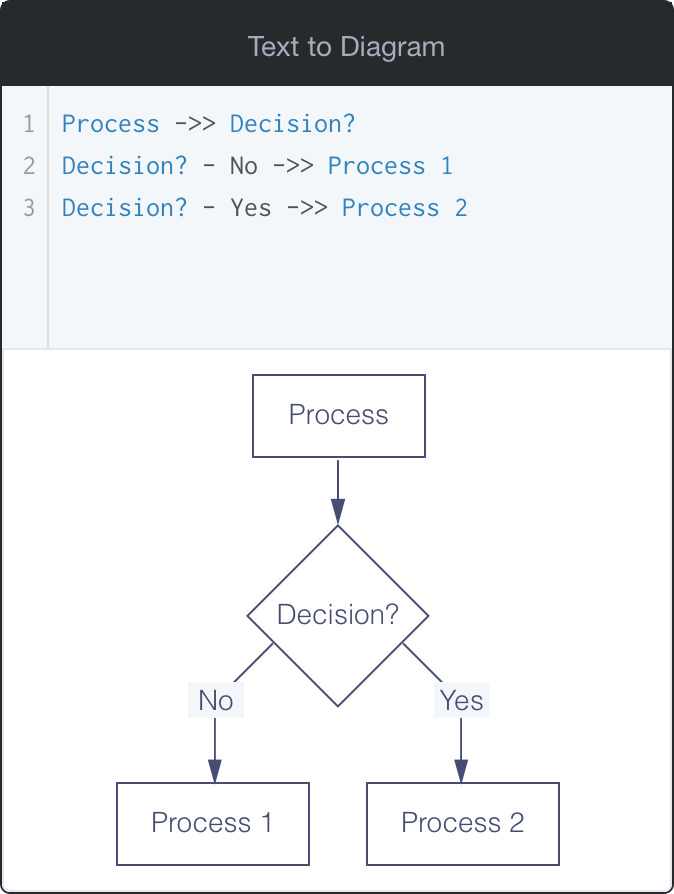 Text to Diagram
1 Process ->> Decision?
2 Decision? - No ->> Process 1
3 Decision? - Yes ->> Process 2
Process
Decision?
No Yes
Process 1 Process 2